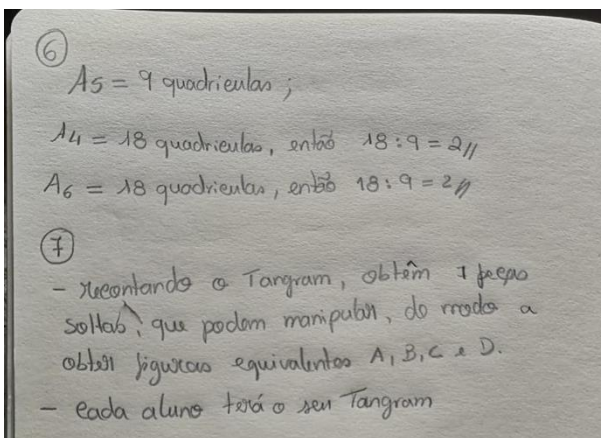 ⑥
A5 = 9 quadrículas;
A4 = 18 quadrículas, então 18 : 9 = 2//
A6 = 18 quadrículas, então 18 : 9 = 2//
⑦
- recortando o Tangram, obtêm 7 peças
soltas, que podem manipular, de modo a
obter figuras equivalentes A, B, C e D.
- cada aluno terá o seu Tangram